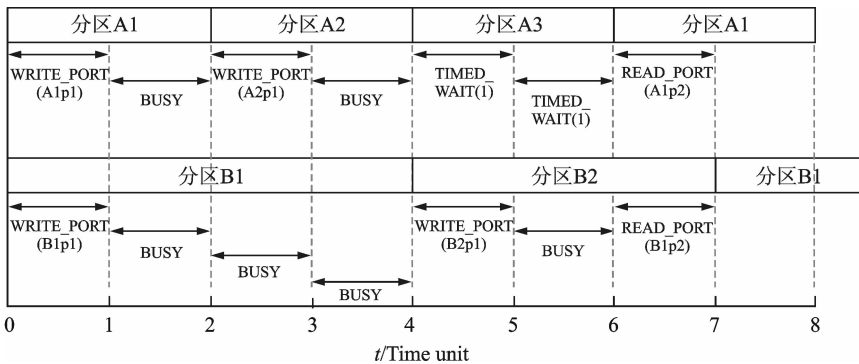 分区A1 分区A2 分区A3 分区A1
WRITE_PORT WRITE_PORT TIMED_ READ_PORT
(A1p1) BUSY (A2p1) BUSY WAIT(1) TIMED_ (A1p2)
WAIT(1)
分区B1 分区B2 分区B1
WRITE_PORT WRITE_PORT READ_PORT
(B1p1) BUSY (B2p1) BUSY (B1p2)
BUSY
BUSY
0 1 2 3 4 5 6 7 8
t/Time unit